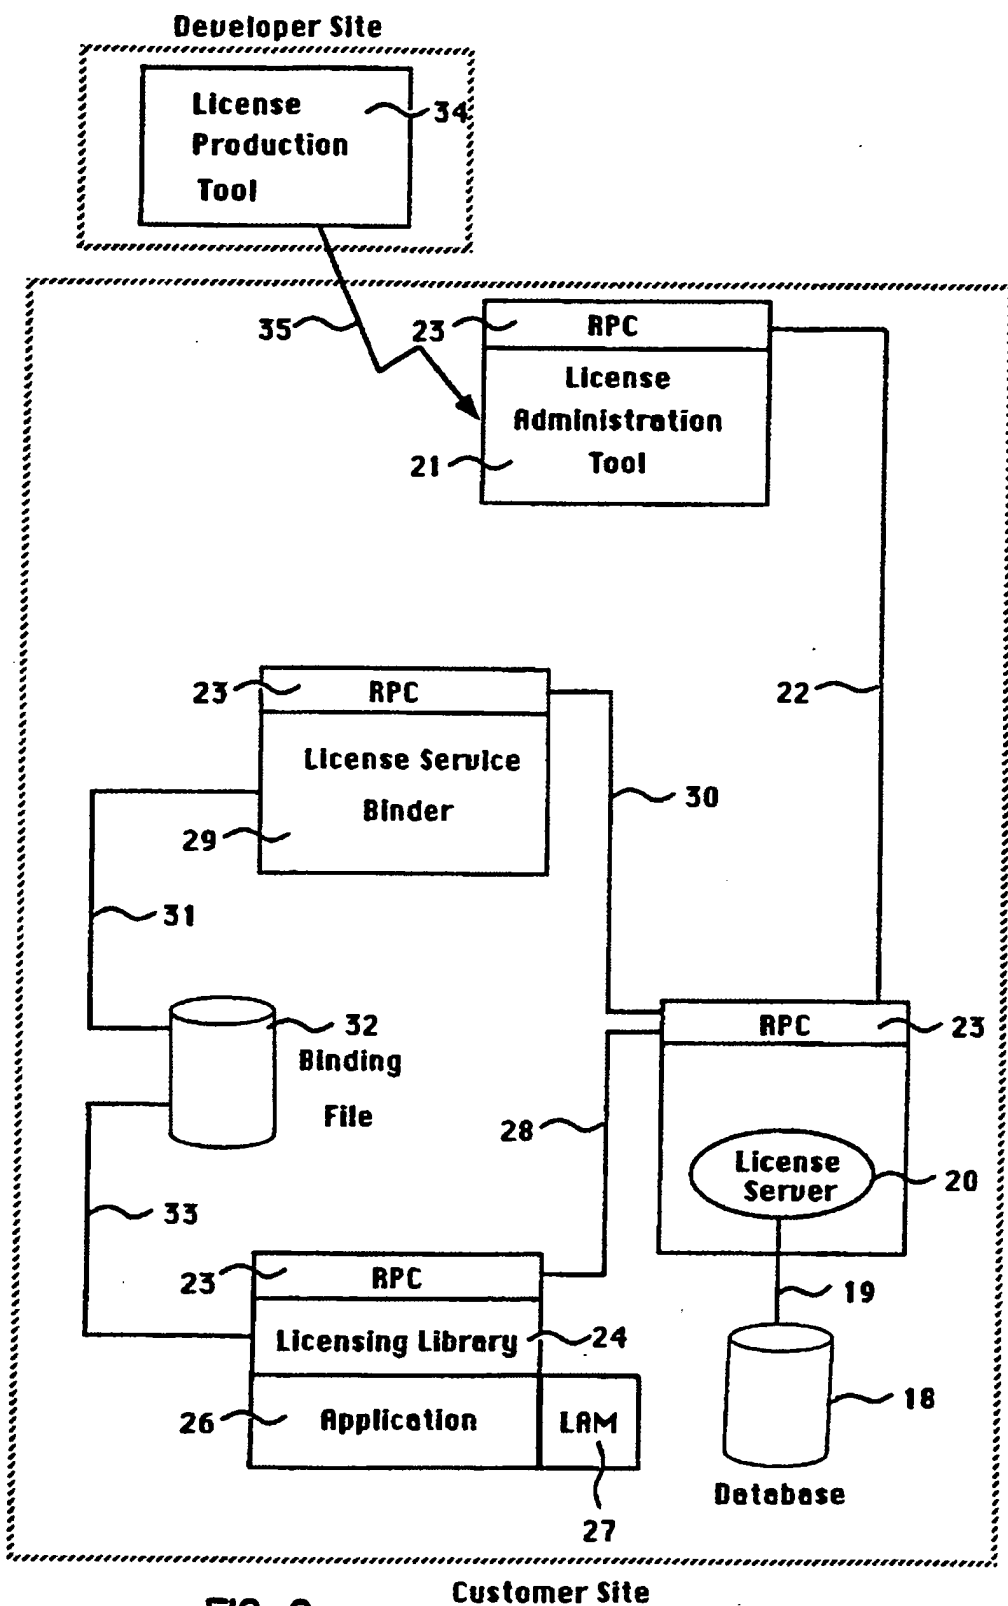 Developer Site
License
34
Production
Tool
35
23
RPC
License
Administration
21
Tool
23
RPC
22
License Service
30
Binder
29
31
32
RPC
23
Binding
File
28
License
20
Server
33
23
RPC
19
Licensing Library
24
18
26
Application
LAM
Database
27
Customer Site